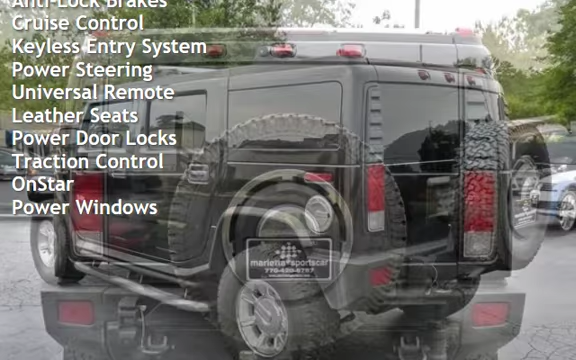 Anti-Lock Brakes
Cruise Control
Keyless Entry System
Power Steering
Universal Remote
Leather Seats
Power Door Locks
Traction Control
OnStar
Power Windows
marietta sportscar